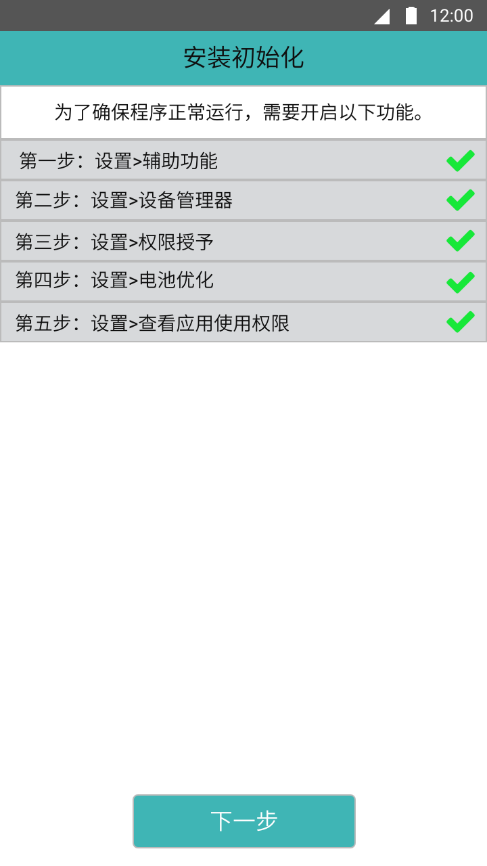 12:00
安装初始化
为了确保程序正常运行，需要开启以下功能。
第一步：设置>辅助功能
第二步：设置>设备管理器
第三步：设置>权限授予
第四步：设置>电池优化
第五步：设置>查看应用使用权限
下一步